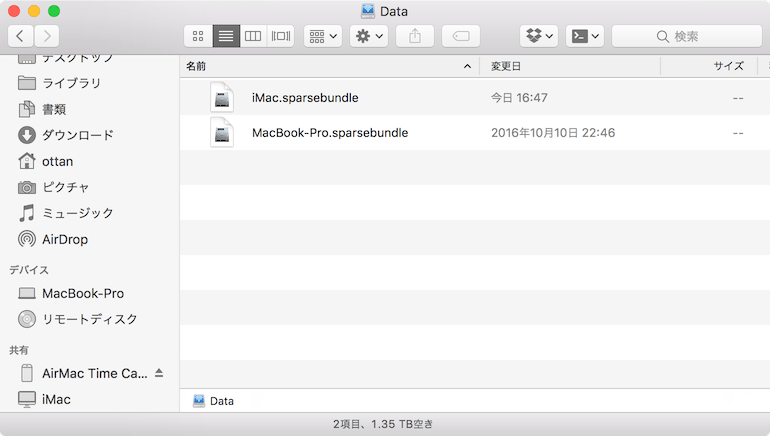 Data
検索
デスクトップ
ライブラリ
書類
ダウンロード
ottan
ピクチャ
ミュージック
AirDrop
デバイス
MacBook-Pro
リモートディスク
共有
AirMac Time Ca...
iMac
名前 変更日 サイズ
iMac.sparsebundle 今日 16:47 --
MacBook-Pro.sparsebundle 2016年10月10日 22:46 --
Data
2項目、1.35 TB空き